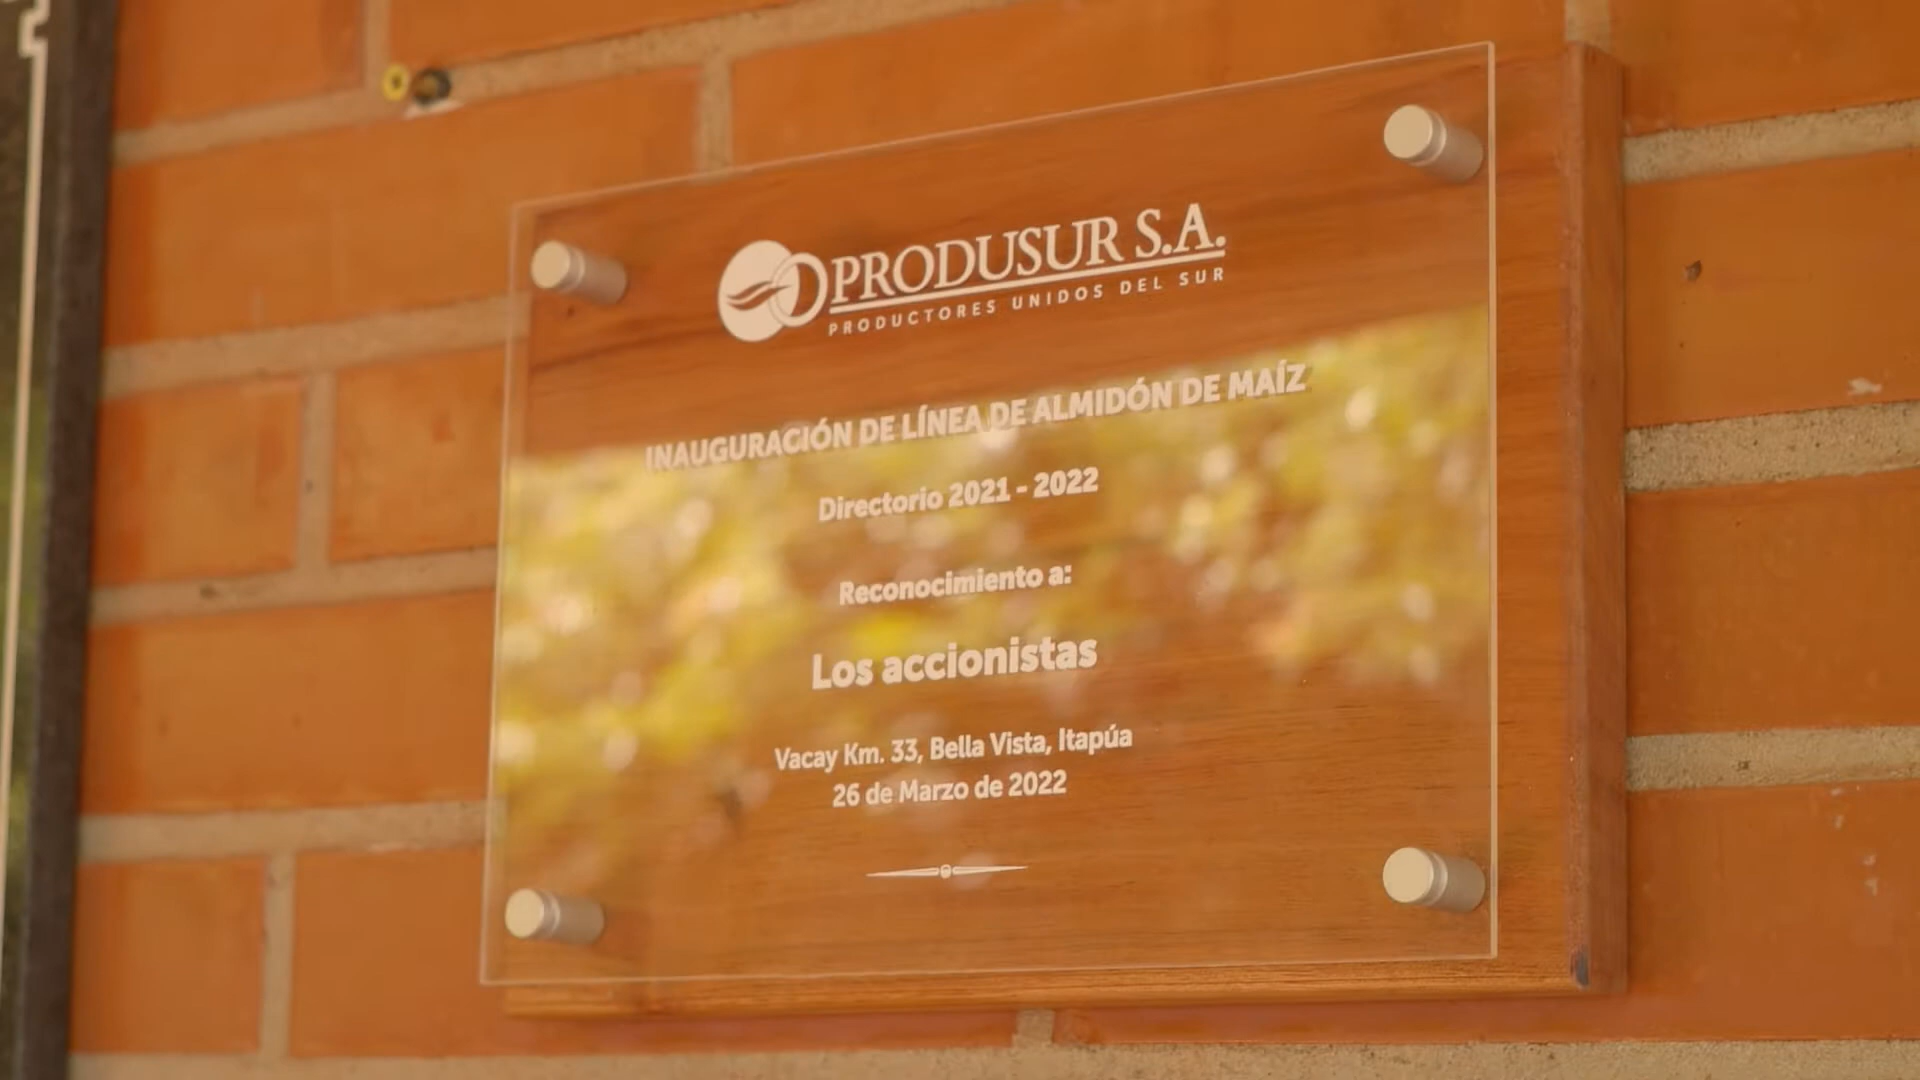 PRODUSUR S.A.
PRODUCTORES UNIDOS DEL SUR
INAUGURACIÓN DE LÍNEA DE ALMIDÓN DE MAÍZ
Directorio 2021 - 2022
Reconocimiento a:
Los accionistas
Vacay Km. 33, Bella Vista, Itapúa
26 de Marzo de 2022